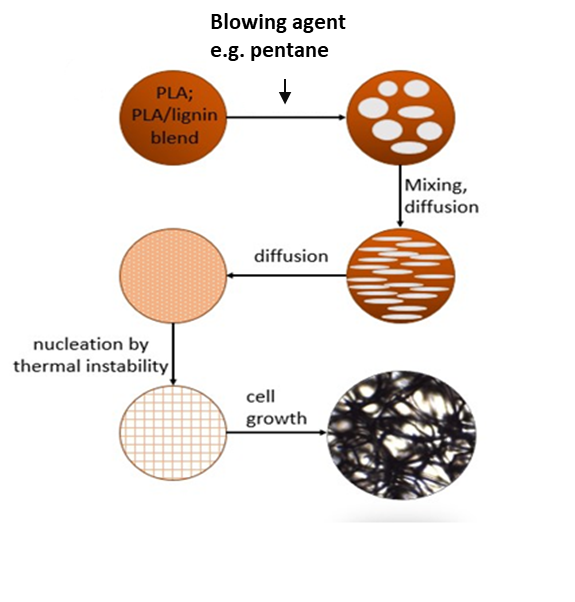 Blowing agent
e.g. pentane
PLA;
PLA/lignin
blend
Mixing,
diffusion
diffusion
nucleation by
thermal instability
cell
growth